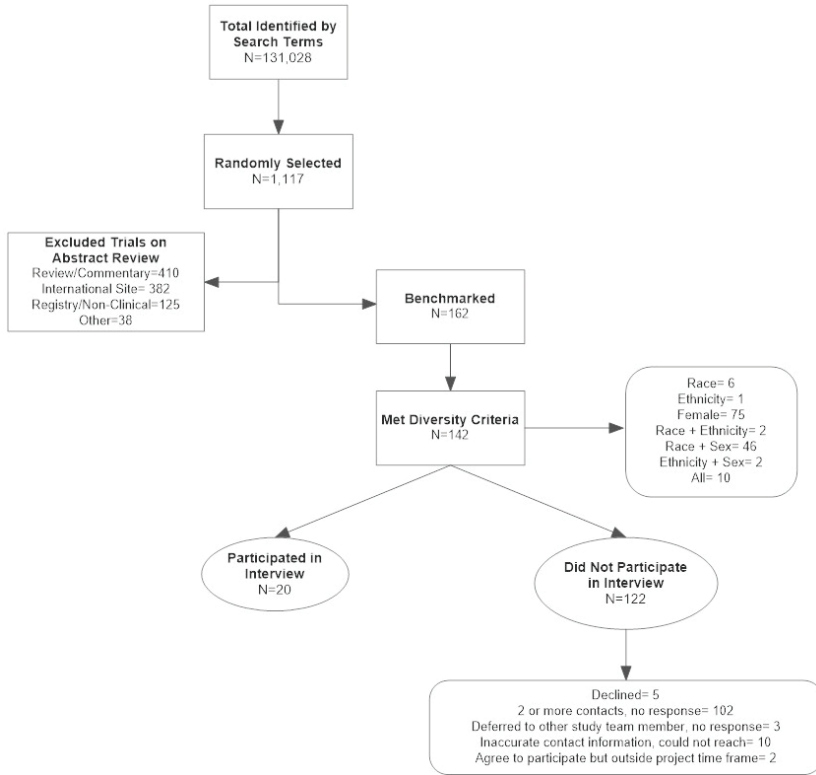 Total Identified by
Search Terms
N=131,028
Randomly Selected
N=1,117
Excluded Trials on
Abstract Review
Review/Commentary=410
International Site= 382
Registry/Non-Clinical=125
Other=38
Benchmarked
N=162
Met Diversity Criteria
N=142
Race= 6
Ethnicity= 1
Female= 75
Race + Ethnicity= 2
Race + Sex= 46
Ethnicity + Sex= 2
All= 10
Participated in
Interview
N=20
Did Not Participate
in Interview
N=122
Declined= 5
2 or more contacts, no response= 102
Deferred to other study team member, no response= 3
Inaccurate contact information, could not reach= 10
Agree to participate but outside project time frame= 2